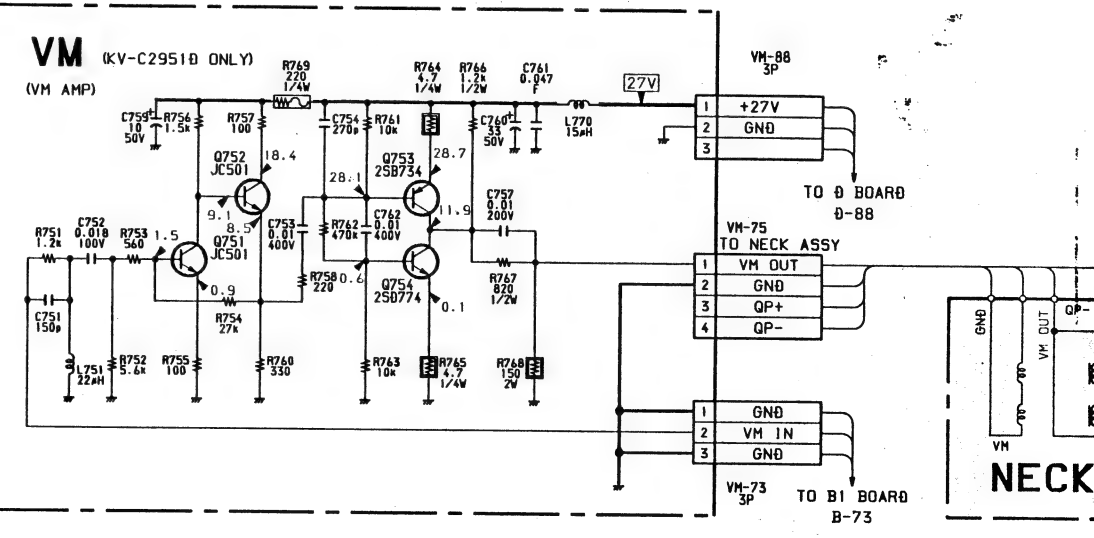 VM (KV-C2951D ONLY)
(VM AMP)
R769
220
1/4W
R764
4.7
1/4W
R766
1.2k
1/2W
C761
0.047
F
27V
L770
15µH
VM-88
3P
1 +27V
2 GND
3
TO D BOARD
D-88
C759
10
50V
R756
1.5k
R757
100
C754
270p
R761
10k
C760
33
50V
Q752
JC501
18.4
Q753
2SB734
28.7
28.1
9.1
8.5
11.9
C757
0.01
200V
C753
0.01
400V
R762
470k
C762
0.01
400V
R751
1.2k
C752
0.018
100V
R753
560
1.5
Q751
JC501
0.9
R754
27k
R758
220
0.6
Q754
2SD774
0.1
R767
820
1/2W
C751
150p
L751
22µH
R752
5.6k
R755
100
R760
330
R763
10k
R765
4.7
1/4W
R768
150
2W
VM-75
TO NECK ASSY
1 VM OUT
2 GND
3 QP+
4 QP-
1 GND
2 VM IN
3 GND
VM-73
3P
TO B1 BOARD
B-73
GND
VM OUT
QP-
VM
NECK